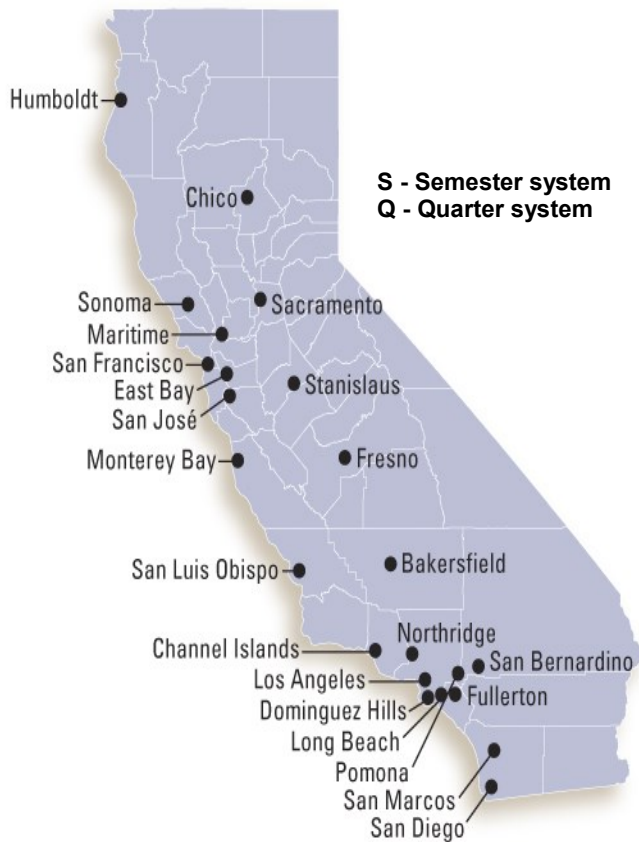 Humboldt
S - Semester system
Q - Quarter system
Chico
Sonoma
Sacramento
Maritime
San Francisco
East Bay
Stanislaus
San José
Monterey Bay
Fresno
San Luis Obispo
Bakersfield
Channel Islands
Northridge
San Bernardino
Los Angeles
Fullerton
Dominguez Hills
Long Beach
Pomona
San Marcos
San Diego